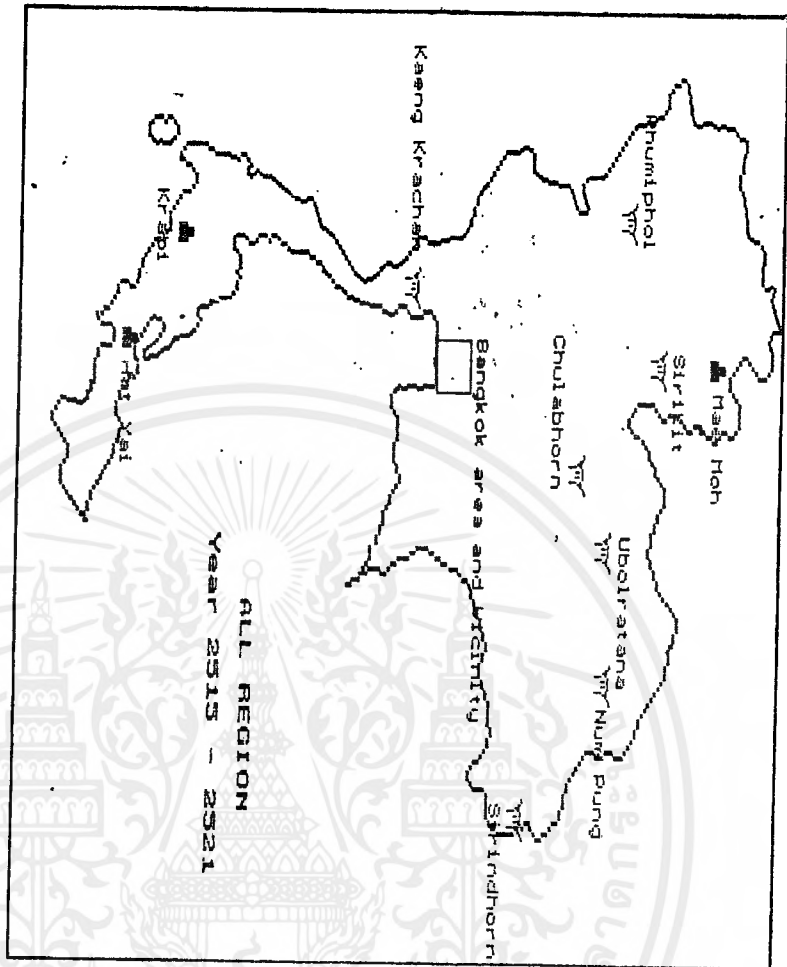 Mae Moh
Sirikit
Bhumiphol
Ubolratana
Num Pung
Chulabhorn
Sirindhorn
Bangkok area and Vicinity
Kaeng Krachan
ALL REGION
Year 2515 - 2521
Krabi
Hat Yai